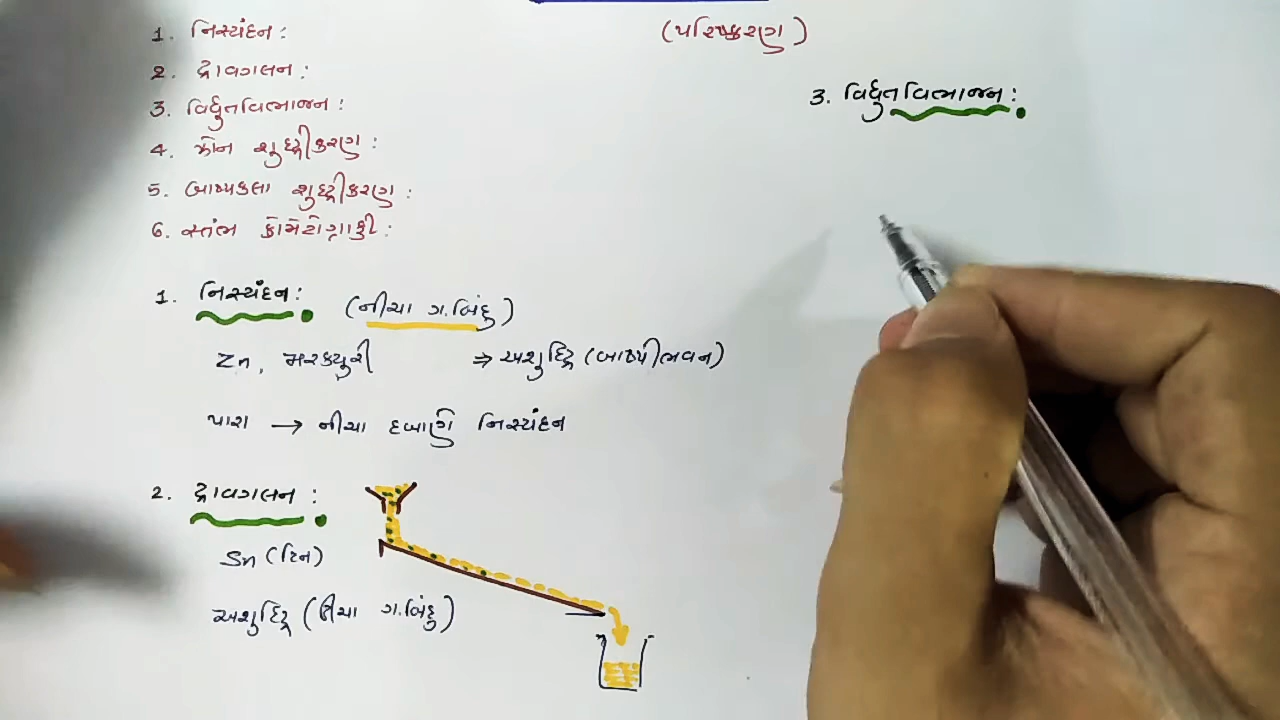 1. નિસ્યંદન :
2. દ્રાવગલન :
3. વિદ્યુતવિભાજન :
4. ઝોન શુદ્ધીકરણ :
5. બાષ્પકલા શુદ્ધીકરણ :
6. સ્તંભ ક્રોમેટોગ્રાફી :
1. નિસ્યંદન : (નીચા ગ.બિંદુ)
Zn, મરક્યુરી ⇒ અશુદ્ધિ (બાષ્પીભવન)
પારા → નીચા દબાણે નિસ્યંદન
2. દ્રાવગલન :
Sn (ટિન)
અશુદ્ધિ (ઊંચા ગ.બિંદુ)
(પરિષ્કરણ)
3. વિદ્યુતવિભાજન :